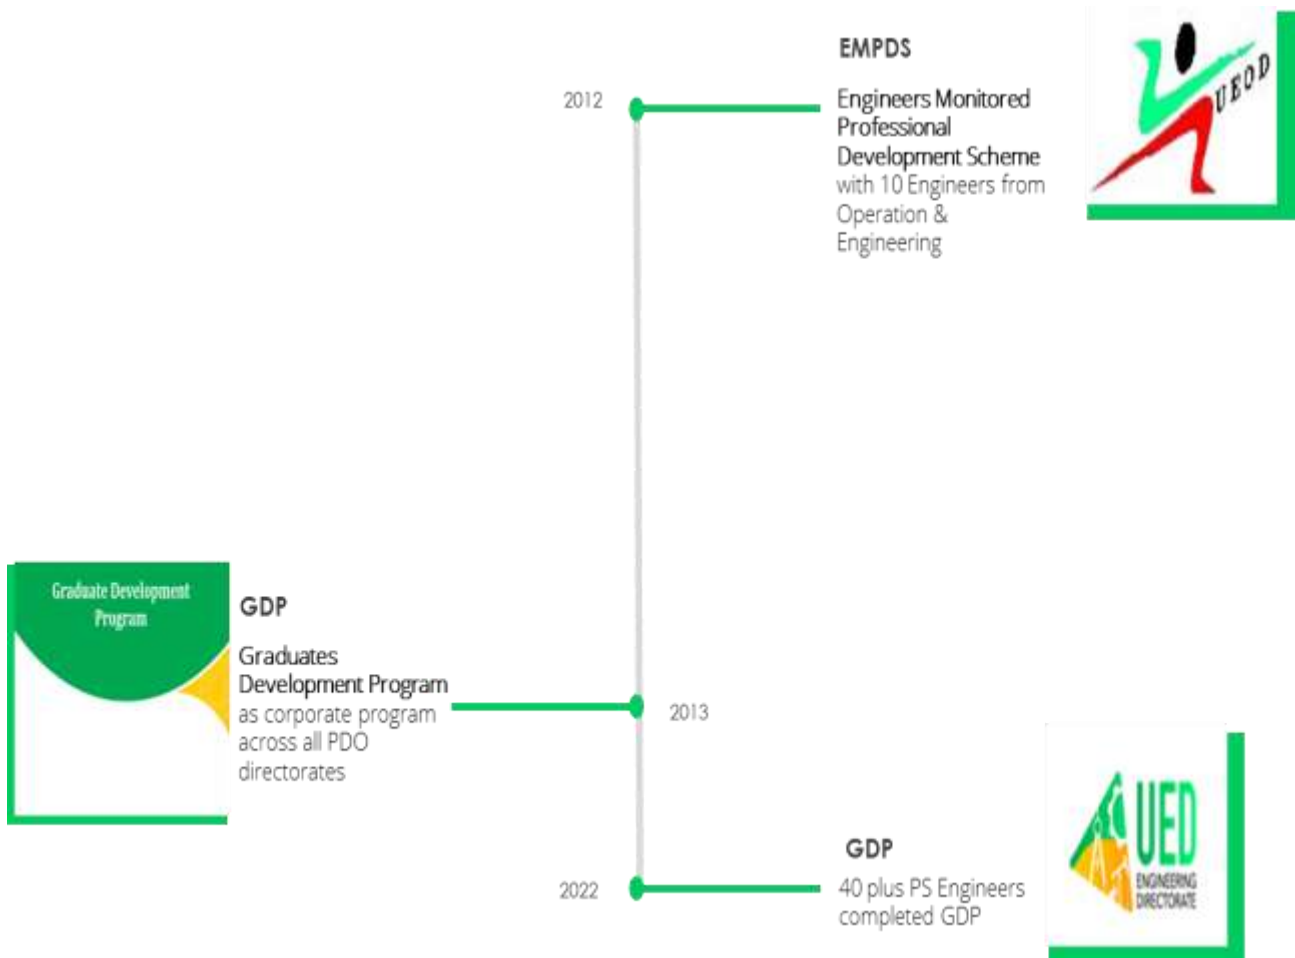 2012
EMPDS
Engineers Monitored
Professional
Development Scheme
with 10 Engineers from
Operation &
Engineering
UEOD
Graduate Development
Program
GDP
Graduates
Development Program
as corporate program
across all PDO
directorates
2013
2022
GDP
40 plus PS Engineers
completed GDP
UED
ENGINEERING
DIRECTORATE